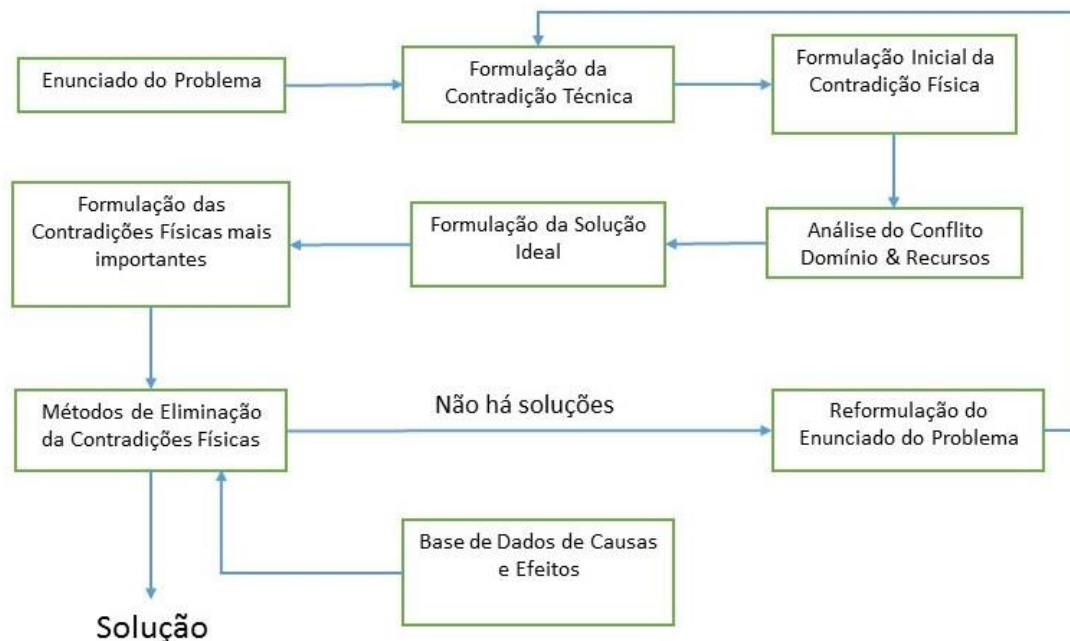 Enunciado do Problema
Formulação da
Contradição Técnica
Formulação Inicial da
Contradição Física
Formulação das
Contradições Físicas mais
importantes
Formulação da Solução
Ideal
Análise do Conflito
Domínio & Recursos
Métodos de Eliminação
da Contradições Físicas
Não há soluções
Reformulação do
Enunciado do Problema
Base de Dados de Causas
e Efeitos
Solução